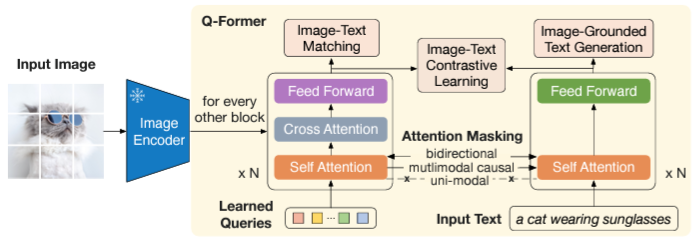 Q-Former
Image-Text
Matching
Image-Text
Contrastive
Learning
Image-Grounded
Text Generation
Input Image
Image
Encoder
for every
other block
Feed Forward
Cross Attention
Self Attention
x N
Attention Masking
bidirectional
mutlimodal causal
uni-modal
x
x
Feed Forward
Self Attention
x N
Learned
Queries
...
Input Text
a cat wearing sunglasses